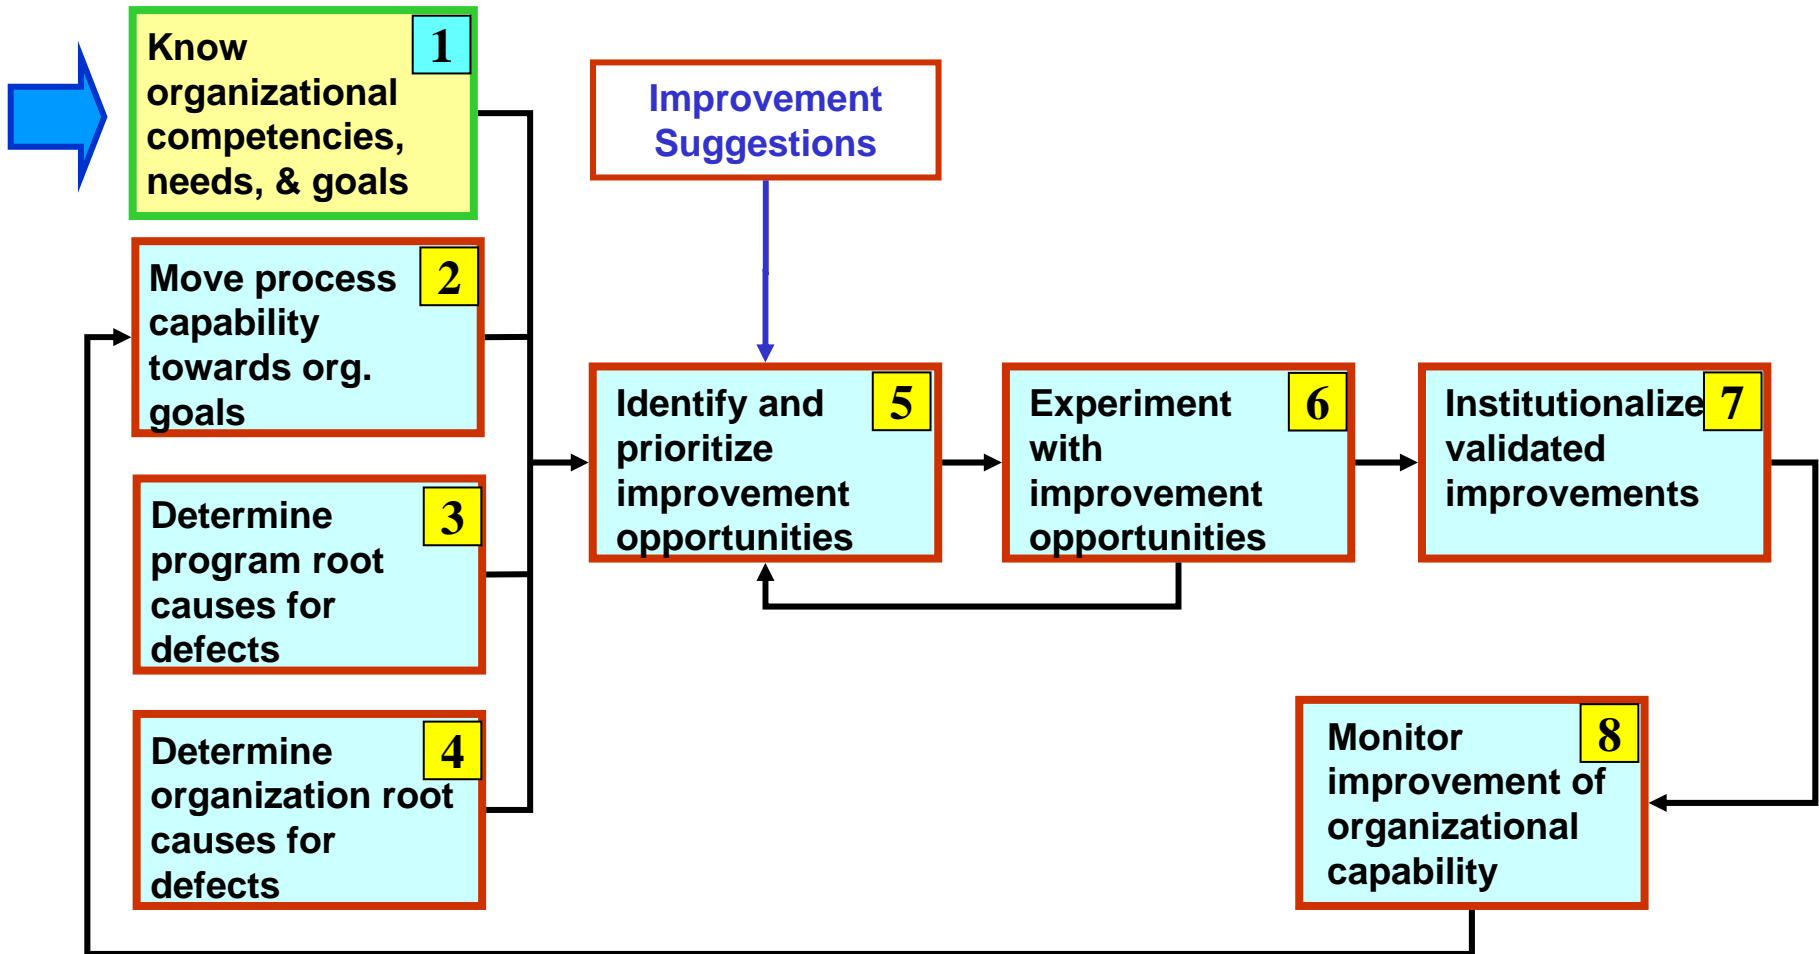 Know
organizational
competencies,
needs, & goals
1
Improvement
Suggestions
Move process
capability
towards org.
goals
2
Determine
program root
causes for
defects
3
Determine
organization root
causes for
defects
4
Identify and
prioritize
improvement
opportunities
5
Experiment
with
improvement
opportunities
6
Institutionalize
validated
improvements
7
Monitor
improvement of
organizational
capability
8